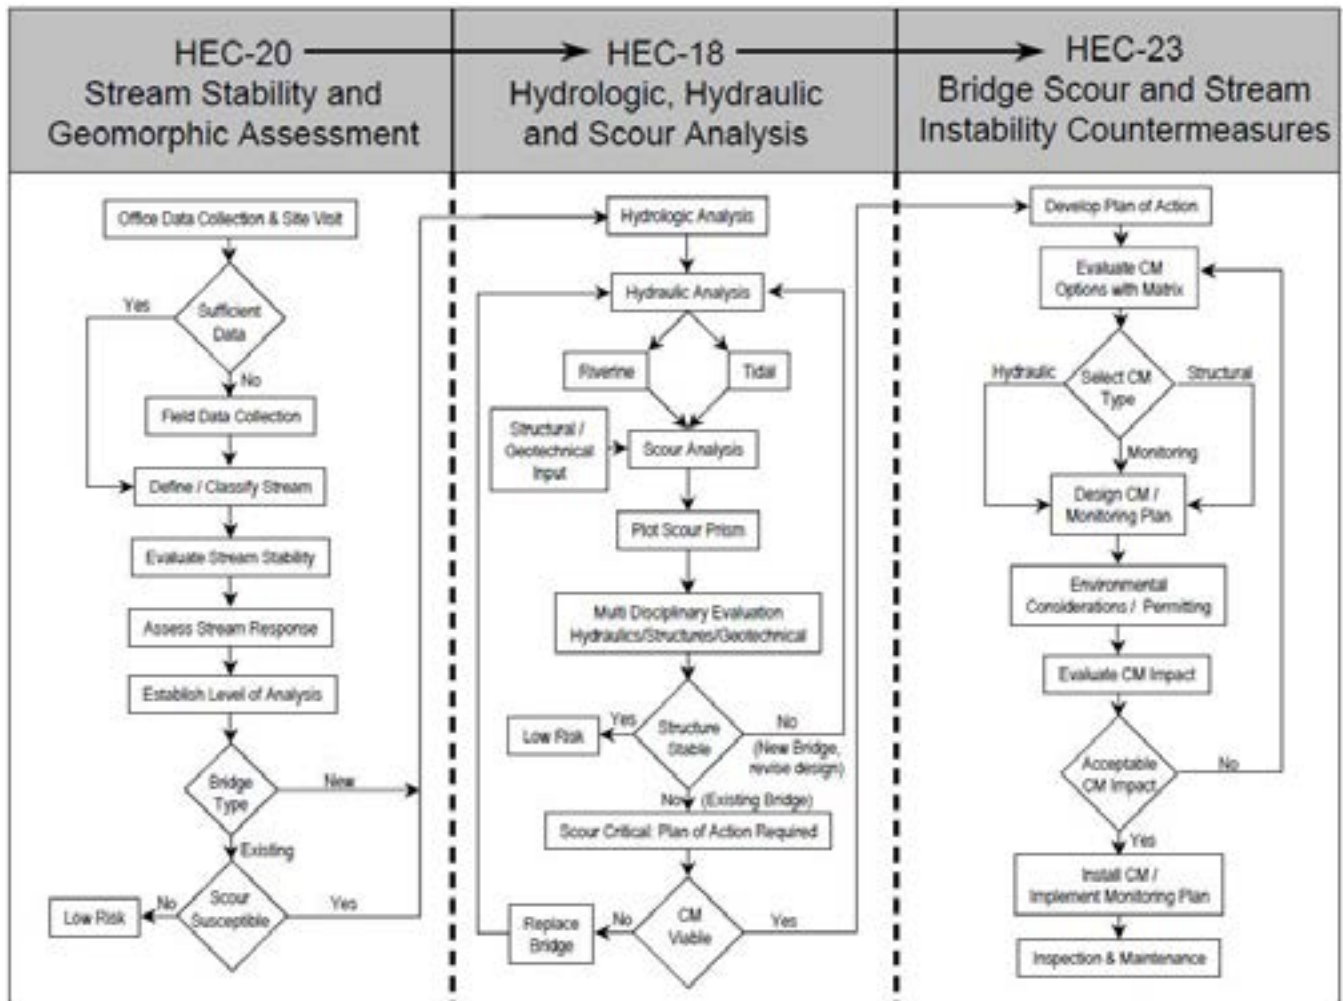 HEC-20
Stream Stability and
Geomorphic Assessment
HEC-18
Hydrologic, Hydraulic
and Scour Analysis
HEC-23
Bridge Scour and Stream
Instability Countermeasures
Office Data Collection & Site Visit
Yes
Sufficient
Data
No
Field Data Collection
Define / Classify Stream
Evaluate Stream Stability
Assess Stream Response
Establish Level of Analysis
Bridge
Type
New
Existing
Scour
Susceptible
No
Low Risk
Yes
Hydrologic Analysis
Hydraulic Analysis
Riverine
Tidal
Structural /
Geotechnical
Input
Scour Analysis
Plot Scour Prism
Multi Disciplinary Evaluation
Hydraulics/Structures/Geotechnical
Structure
Stable
Yes
Low Risk
No
(New Bridge,
revise design)
No (Existing Bridge)
Scour Critical: Plan of Action Required
CM
Viable
No
Replace
Bridge
Yes
Develop Plan of Action
Evaluate CM
Options with Matrix
Hydraulic
Select CM
Type
Structural
Monitoring
Design CM /
Monitoring Plan
Environmental
Considerations / Permitting
Evaluate CM Impact
Acceptable
CM Impact
No
Yes
Install CM /
Implement Monitoring Plan
Inspection & Maintenance